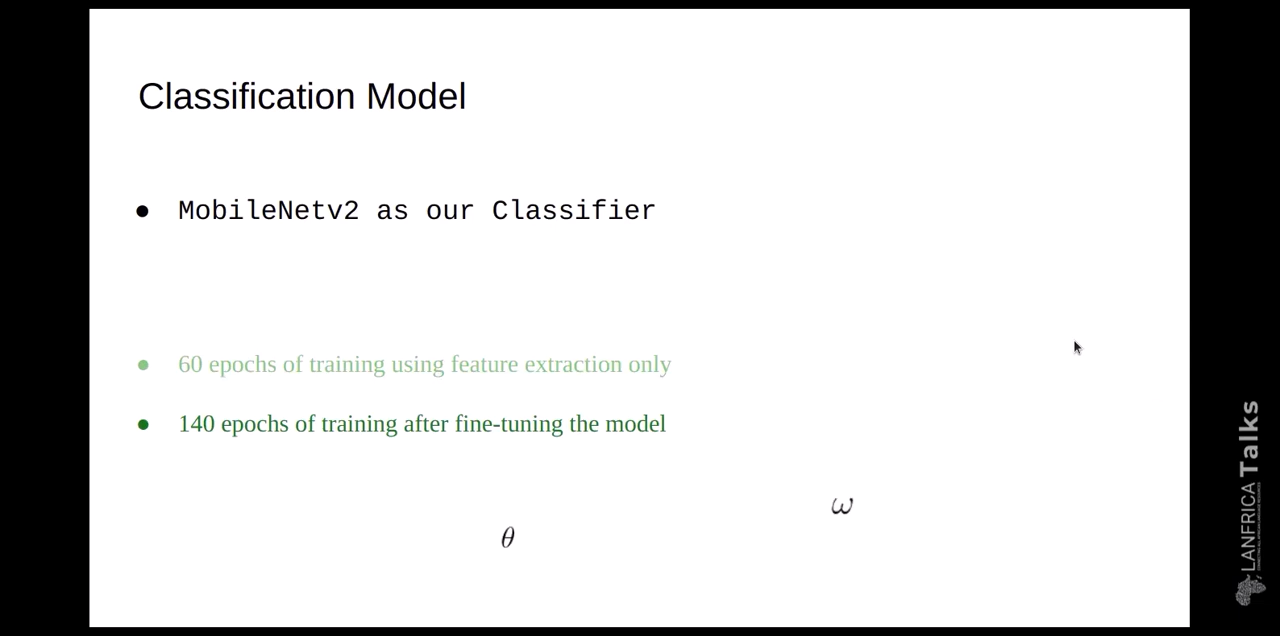 Classification Model
● MobileNetv2 as our Classifier
● 60 epochs of training using feature extraction only
● 140 epochs of training after fine-tuning the model
ω
θ
LANFRICA Talks